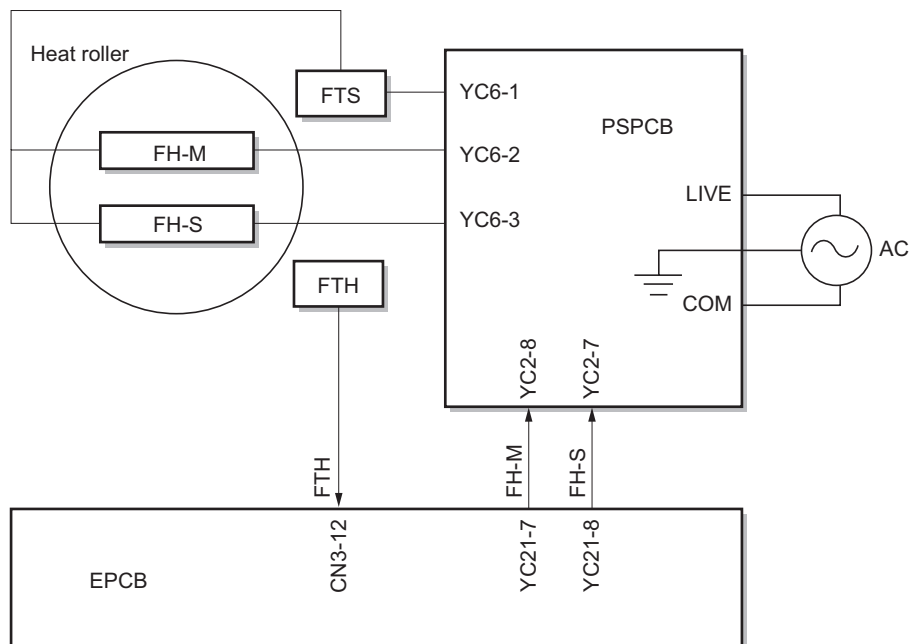 Heat roller
FTS
YC6-1
PSPCB
FH-M
YC6-2
LIVE
FH-S
YC6-3
AC
FTH
COM
YC2-8
YC2-7
FTH
FH-M
FH-S
CN3-12
YC21-7
YC21-8
EPCB